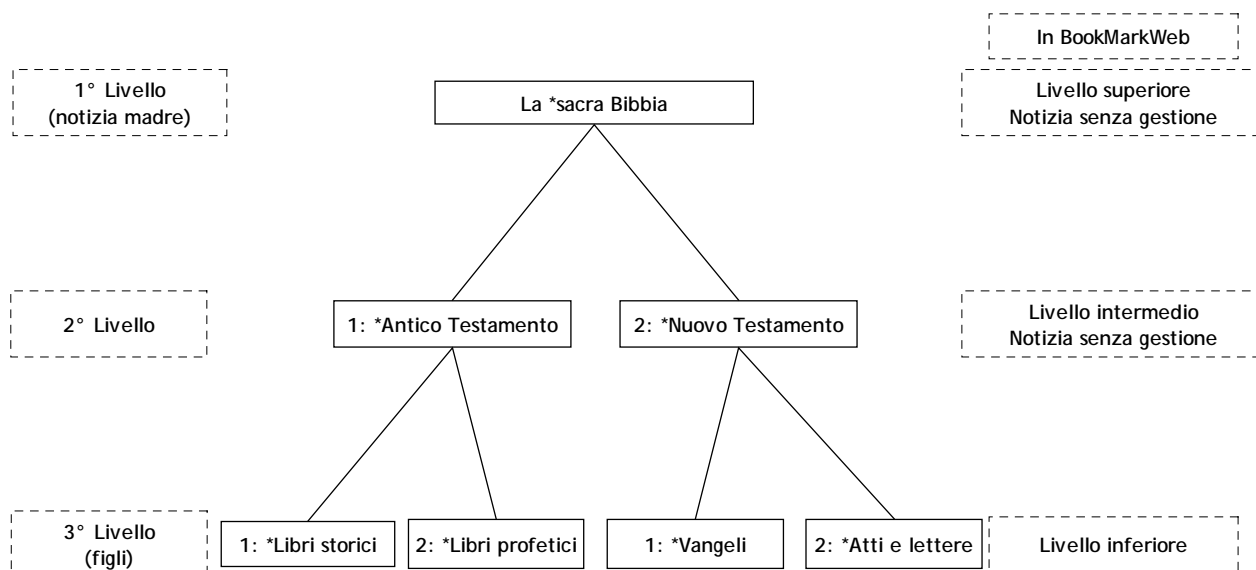 In BookMarkWeb
1° Livello
(notizia madre)
La *sacra Bibbia
Livello superiore
Notizia senza gestione
2° Livello
1: *Antico Testamento
2: *Nuovo Testamento
Livello intermedio
Notizia senza gestione
3° Livello
(figli)
1: *Libri storici
2: *Libri profetici
1: *Vangeli
2: *Atti e lettere
Livello inferiore